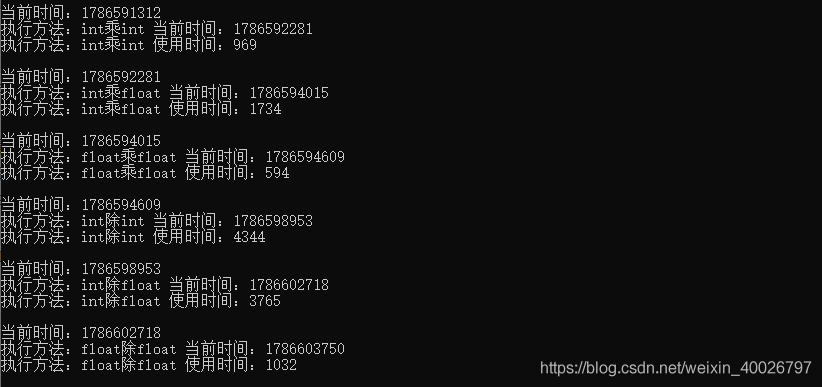 当前时间：1786591312
执行方法：int乘int 当前时间：1786592281
执行方法：int乘int 使用时间：969
当前时间：1786592281
执行方法：int乘float 当前时间：1786594015
执行方法：int乘float 使用时间：1734
当前时间：1786594015
执行方法：float乘float 当前时间：1786594609
执行方法：float乘float 使用时间：594
当前时间：1786594609
执行方法：int除int 当前时间：1786598953
执行方法：int除int 使用时间：4344
当前时间：1786598953
执行方法：int除float 当前时间：1786602718
执行方法：int除float 使用时间：3765
当前时间：1786602718
执行方法：float除float 当前时间：1786603750
执行方法：float除float 使用时间：1032
https://blog.csdn.net/weixin_40026797